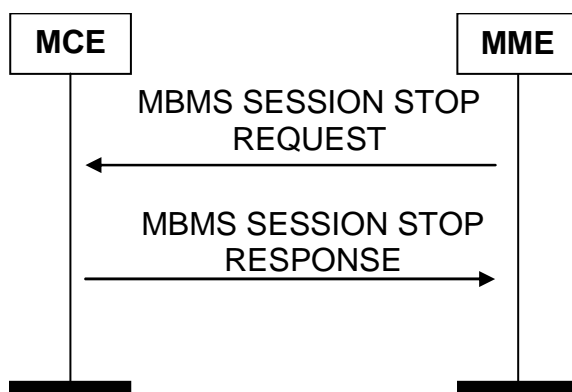 MCE
MME
MBMS SESSION STOP
REQUEST
MBMS SESSION STOP
RESPONSE